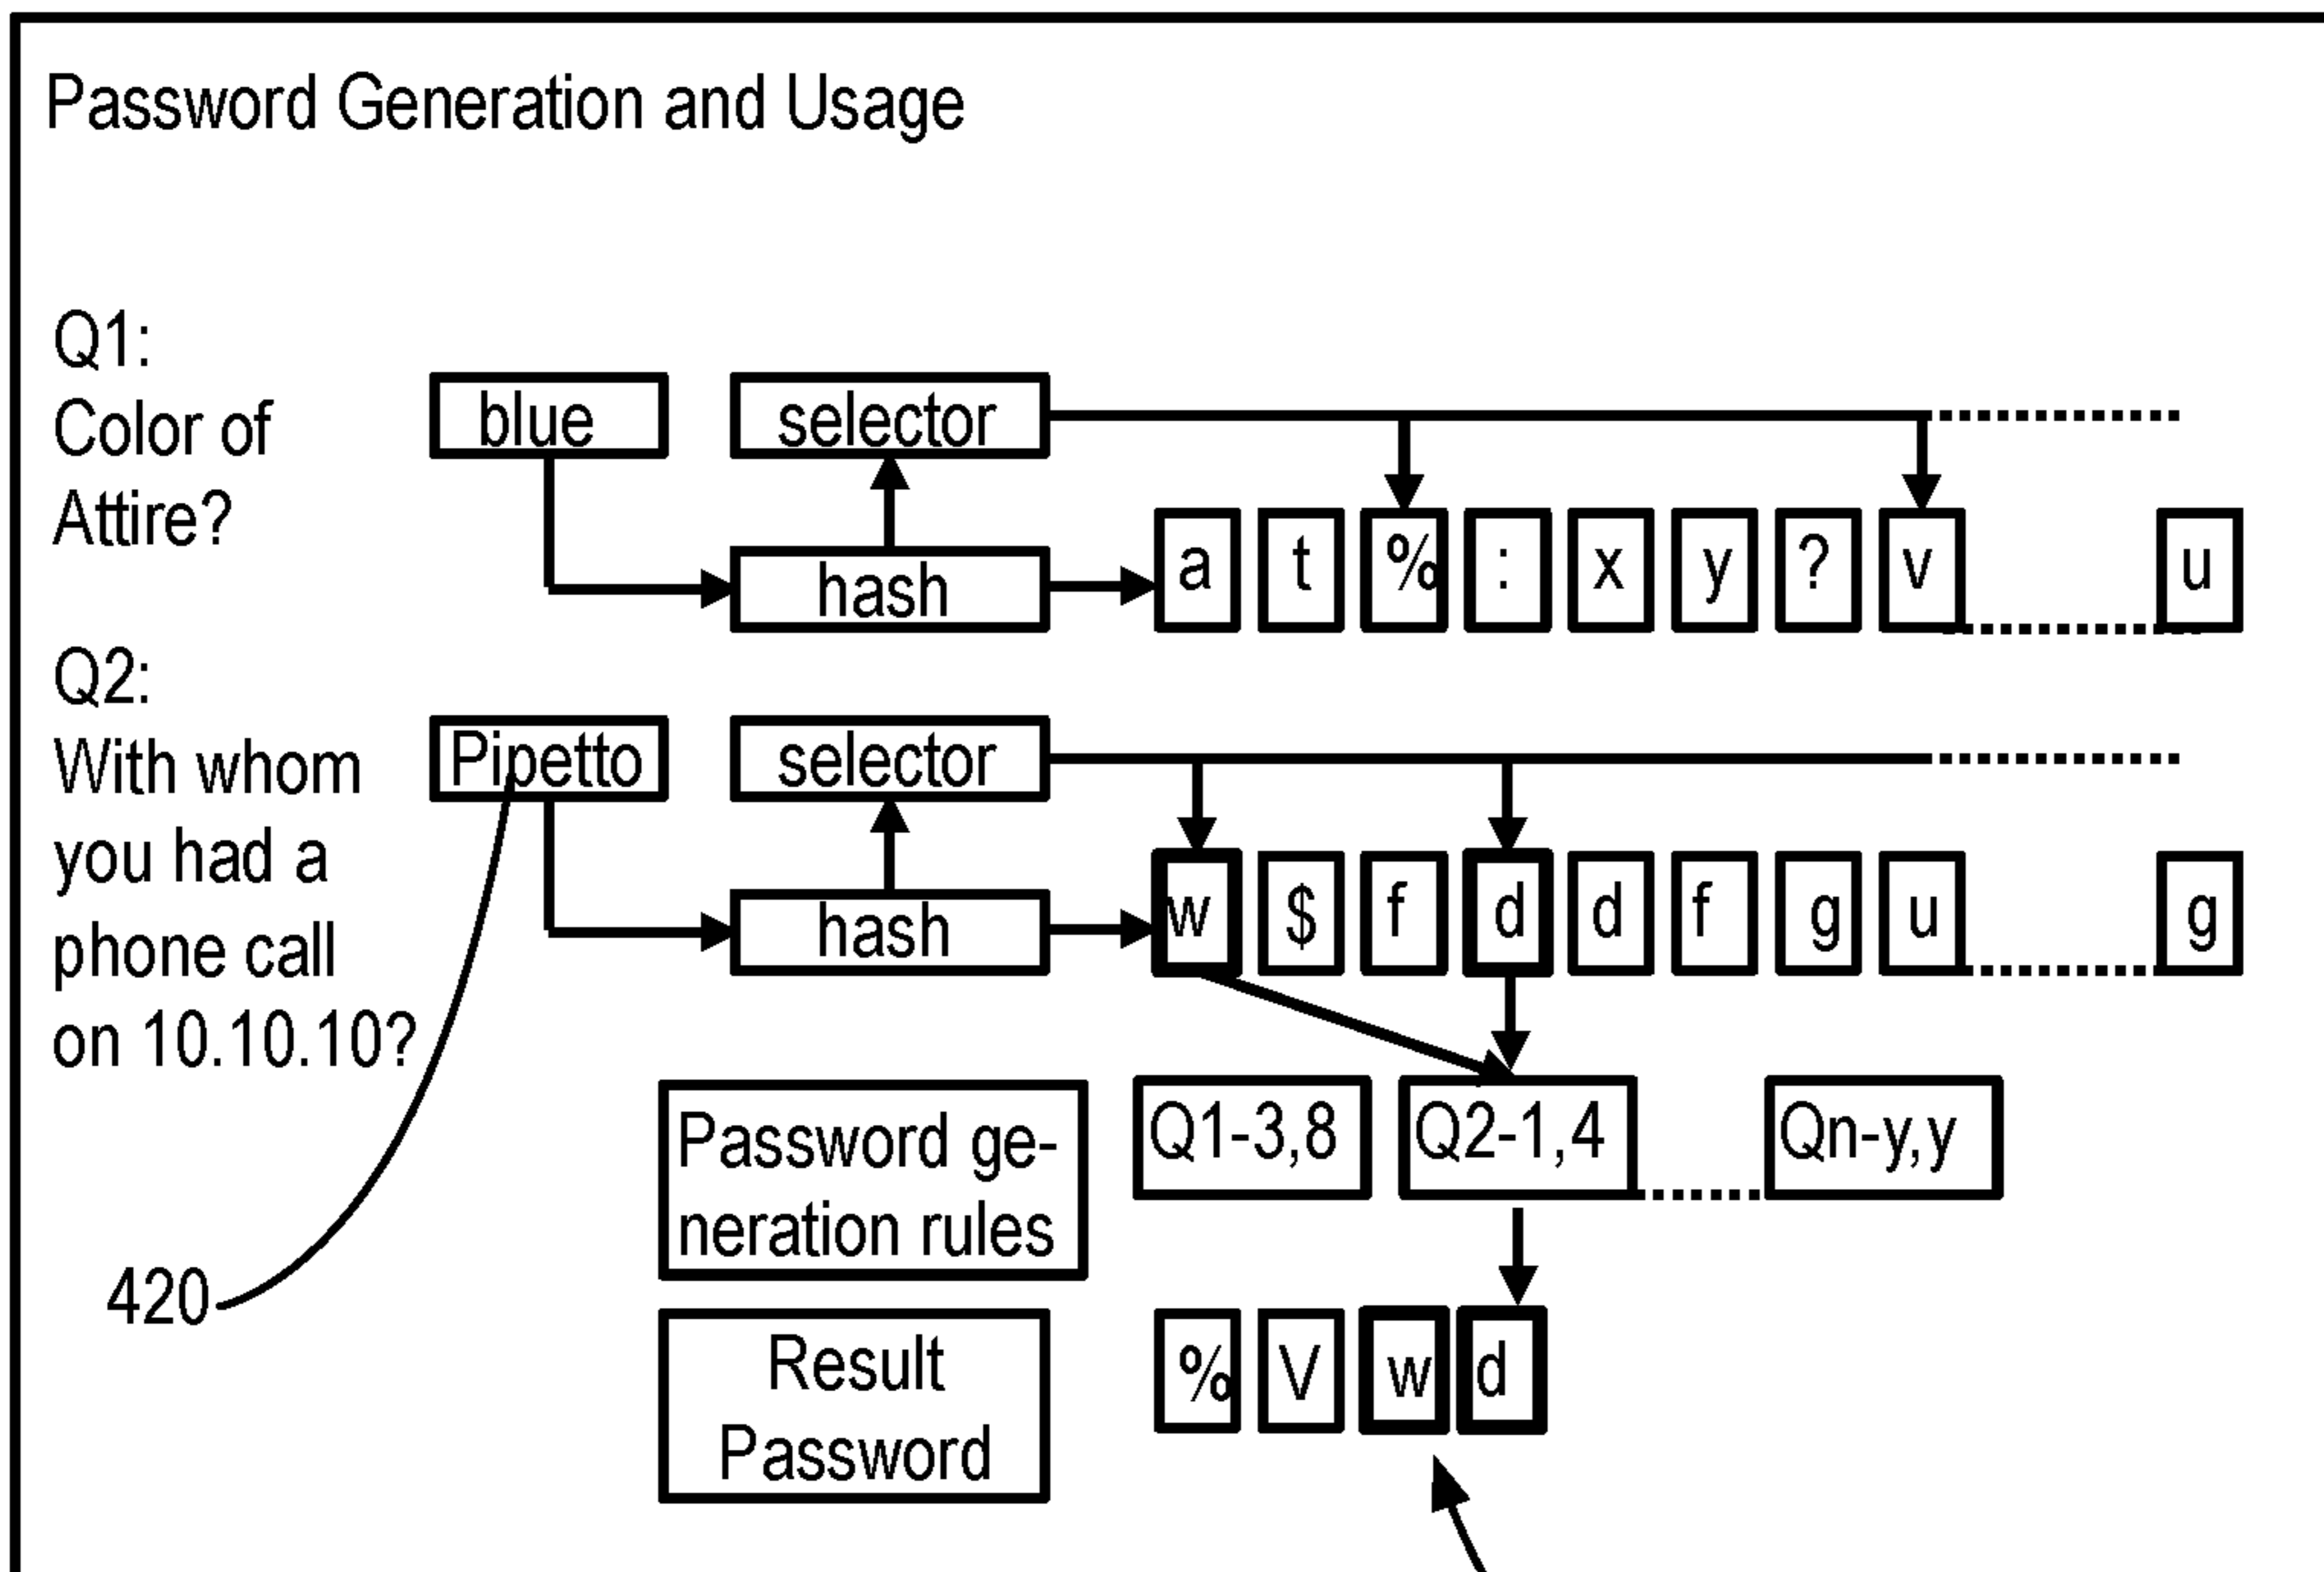 Password Generation and Usage
Q1:
Color of
Attire?
blue
selector
hash
a t % : x y ? v u
Q2:
With whom
you had a
phone call
on 10.10.10?
Pipetto
selector
hash
w $ f d d f g u g
Password ge-
neration rules
Q1-3,8 Q2-1,4 Qn-y,y
420
Result
Password
% V w d